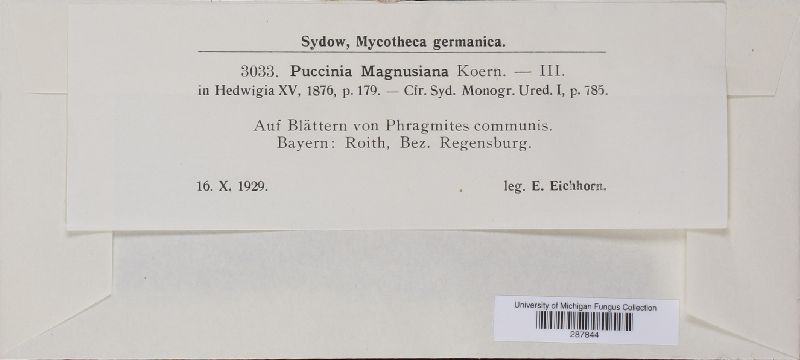 Sydow, Mycotheca germanica.
3033. Puccinia Magnusiana Koern. — III.
in Hedwigia XV, 1876, p. 179. — Cfr. Syd. Monogr. Ured. I, p. 785.
Auf Blättern von Phragmites communis.
Bayern: Roith, Bez. Regensburg.
16. X. 1929. leg. E. Eichhorn.
University of Michigan Fungus Collection
287844